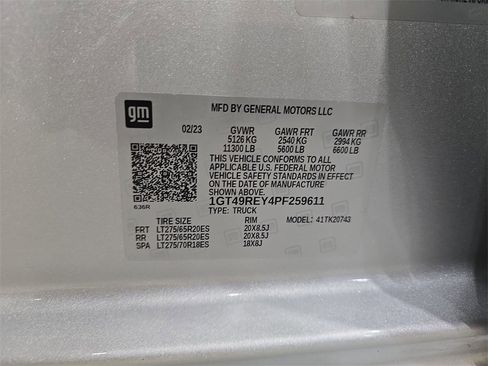 gm
MFD BY GENERAL MOTORS LLC
02/23 GVWR GAWR FRT GAWR RR
5126 KG 2540 KG 2994 KG
11300 LB 5600 LB 6600 LB
THIS VEHICLE CONFORMS TO ALL
APPLICABLE U.S. FEDERAL MOTOR
VEHICLE SAFETY STANDARDS IN
EFFECT ON THE DATE OF
MANUFACTURE SHOWN ABOVE.
1GT49REY4PF259611
636R TYPE: TRUCK
TIRE SIZE RIM MODEL: 41TK20743
FRT LT275/65R20ES 20X8.5J
RR LT275/65R20ES 20X8.5J
SPA LT275/70R18ES 18X8J